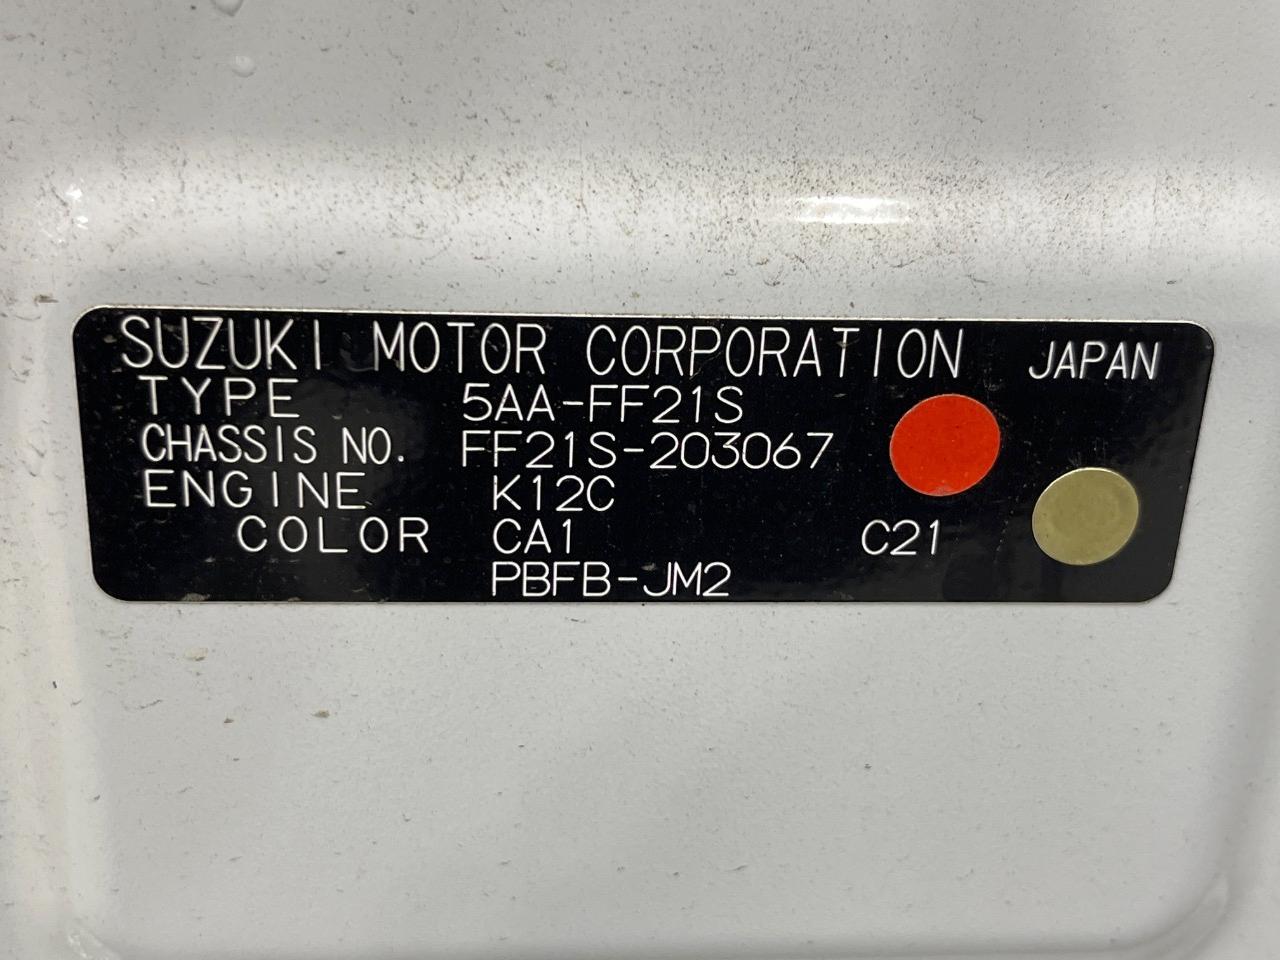 SUZUKI MOTOR CORPORATION JAPAN
TYPE 5AA-FF21S
CHASSIS NO. FF21S-203067
ENGINE K12C
COLOR CA1 C21
PBFB-JM2